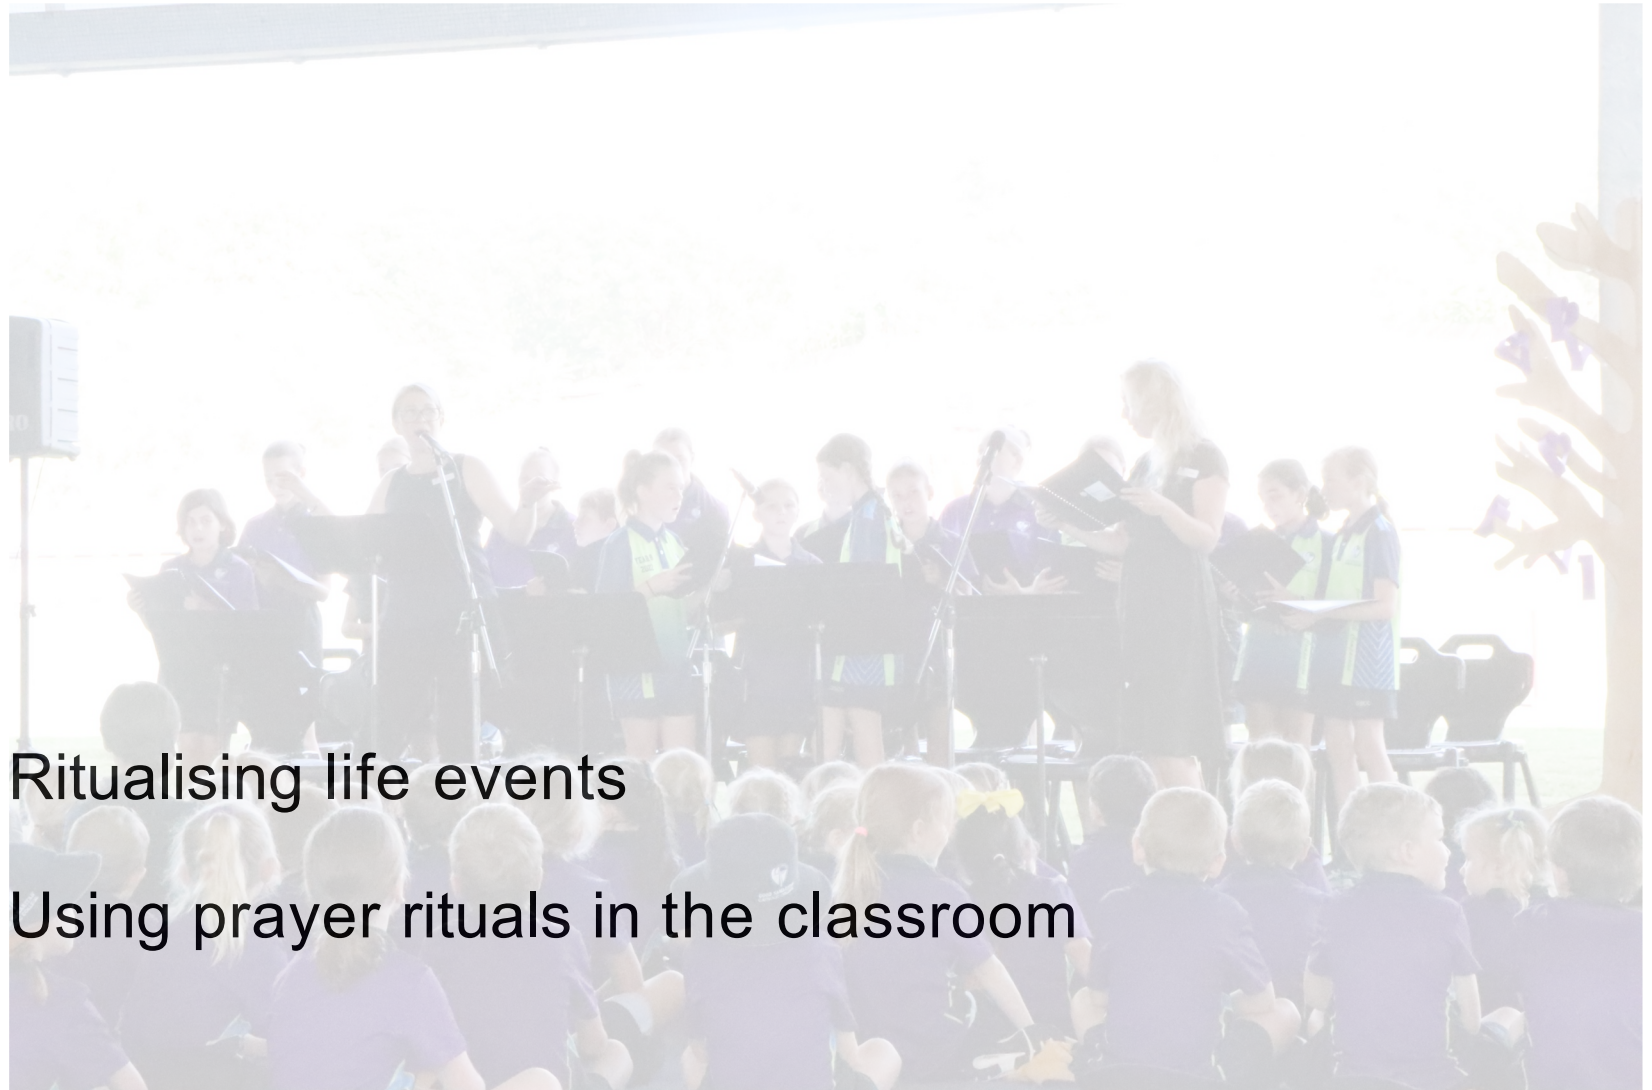 Ritualising life events
Using prayer rituals in the classroom